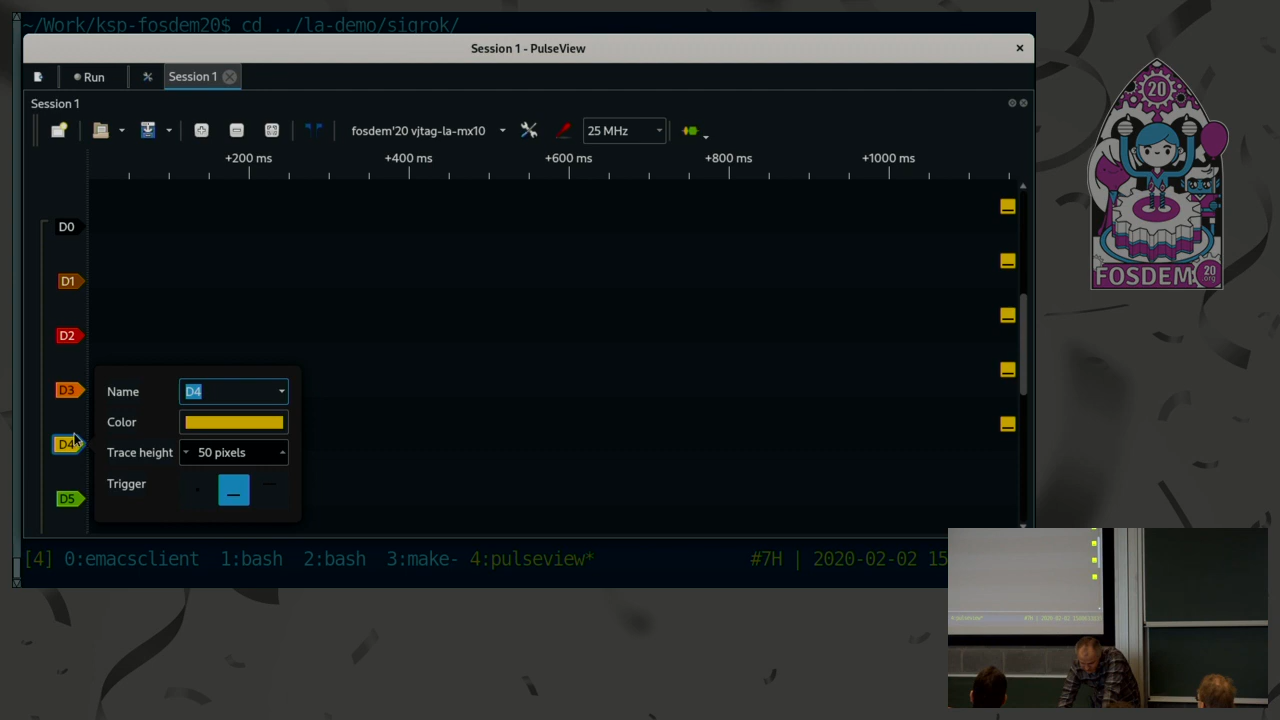 ~/Work/ksp-fosdem20$ cd ../la-demo/sigrok/
Session 1 - PulseView
Run
Session 1
Session 1
fosdem'20 vjtag-la-mx10
25 MHz
+200 ms
+400 ms
+600 ms
+800 ms
+1000 ms
D0
D1
D2
D3
D4
D5
Name
D4
Color
Trace height
50 pixels
Trigger
[4] 0:emacsclient 1:bash 2:bash 3:make- 4:pulseview*
#7H | 2020-02-02 15
20
FOSDEM
20
.org